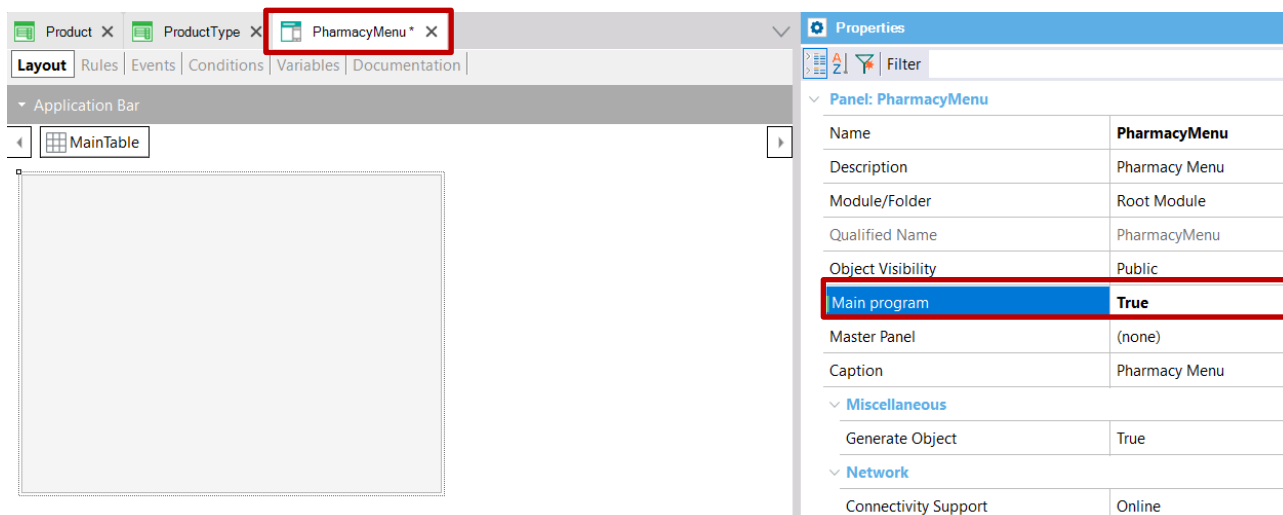 Product ProductType PharmacyMenu *
Layout Rules Events Conditions Variables Documentation
Application Bar
MainTable
Properties
Filter
Panel: PharmacyMenu
Name PharmacyMenu
Description Pharmacy Menu
Module/Folder Root Module
Qualified Name PharmacyMenu
Object Visibility Public
Main program True
Master Panel (none)
Caption Pharmacy Menu
Miscellaneous
Generate Object True
Network
Connectivity Support Online